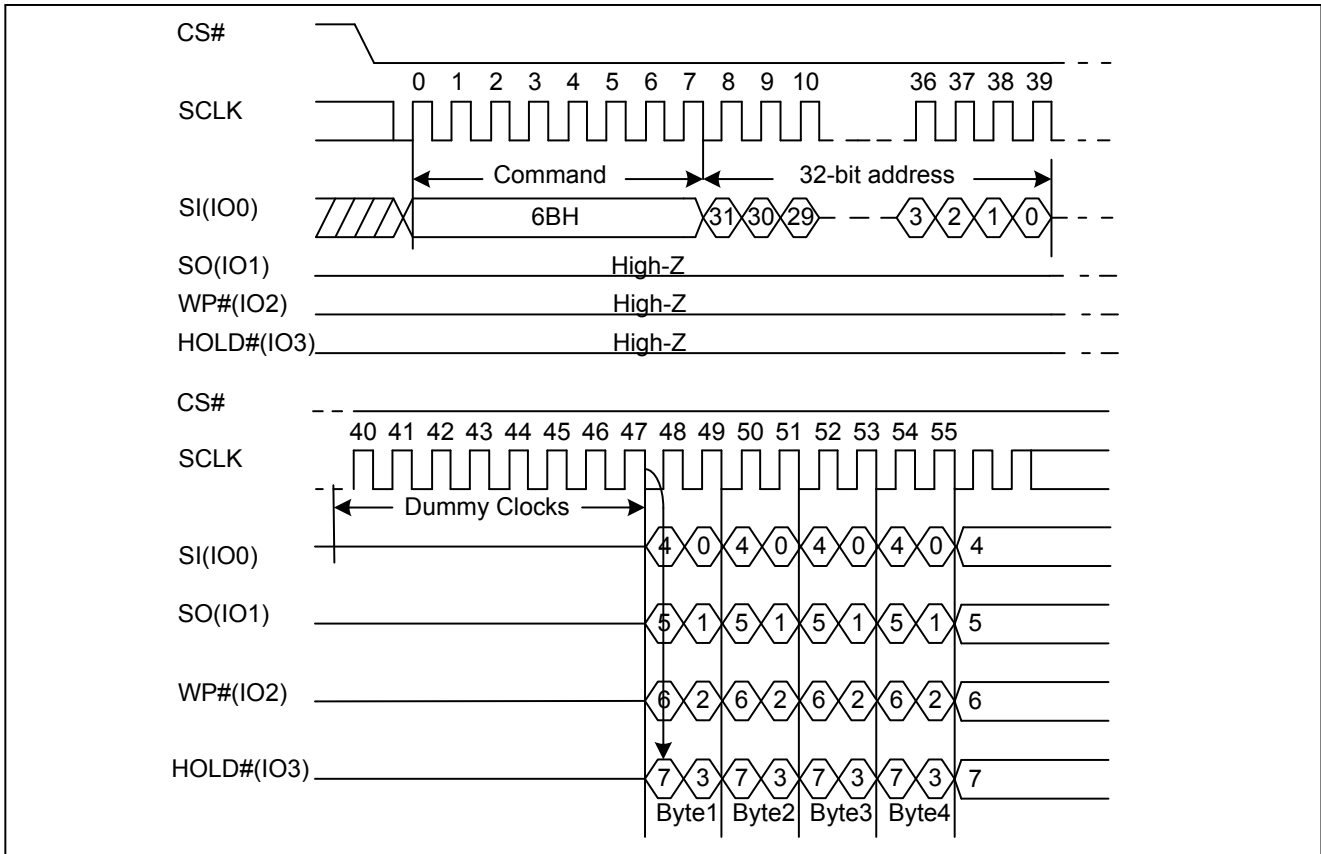 CS#
0 1 2 3 4 5 6 7 8 9 10 36 37 38 39
SCLK
Command 32-bit address
SI(IO0) 6BH 31 30 29 3 2 1 0
SO(IO1) High-Z
WP#(IO2) High-Z
HOLD#(IO3) High-Z
CS#
40 41 42 43 44 45 46 47 48 49 50 51 52 53 54 55
SCLK
Dummy Clocks
SI(IO0) 4 0 4 0 4 0 4 0 4
SO(IO1) 5 1 5 1 5 1 5 1 5
WP#(IO2) 6 2 6 2 6 2 6 2 6
HOLD#(IO3) 7 3 7 3 7 3 7 3 7
Byte1 Byte2 Byte3 Byte4